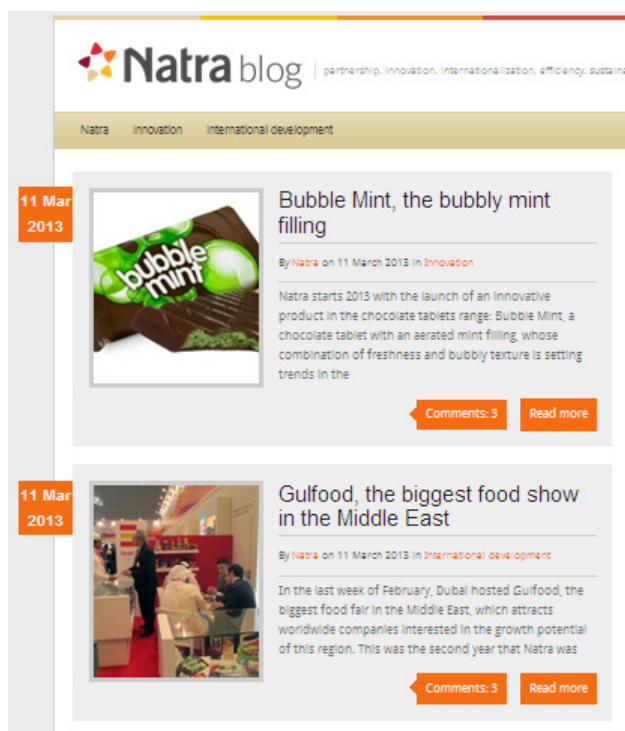 Natra blog
partnership. innovation. internationalization. efficiency. sustaina
Natra Innovation International development
11 Mar
2013
bubble
mint
Bubble Mint, the bubbly mint
filling
By Natra on 11 March 2013 in Innovation
Natra starts 2013 with the launch of an innovative
product in the chocolate tablets range: Bubble Mint, a
chocolate tablet with an aerated mint filling, whose
combination of freshness and bubbly texture is setting
trends in the
Comments: 3 Read more
11 Mar
2013
Gulfood, the biggest food show
in the Middle East
By Natra on 11 March 2013 in International development
In the last week of February, Dubai hosted Gulfood, the
biggest food fair in the Middle East, which attracts
worldwide companies interested in the growth potential
of this region. This was the second year that Natra was
Comments: 3 Read more